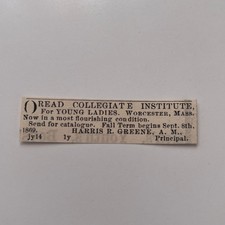 OREAD COLLEGIATE INSTITUTE,
FOR YOUNG LADIES. WORCESTER, MASS.
Now in a most flourishing condition.
Send for catalogue. Fall Term begins Sept. 8th,
1869. HARRIS R. GREENE, A. M.,
jy14 1y Principal.